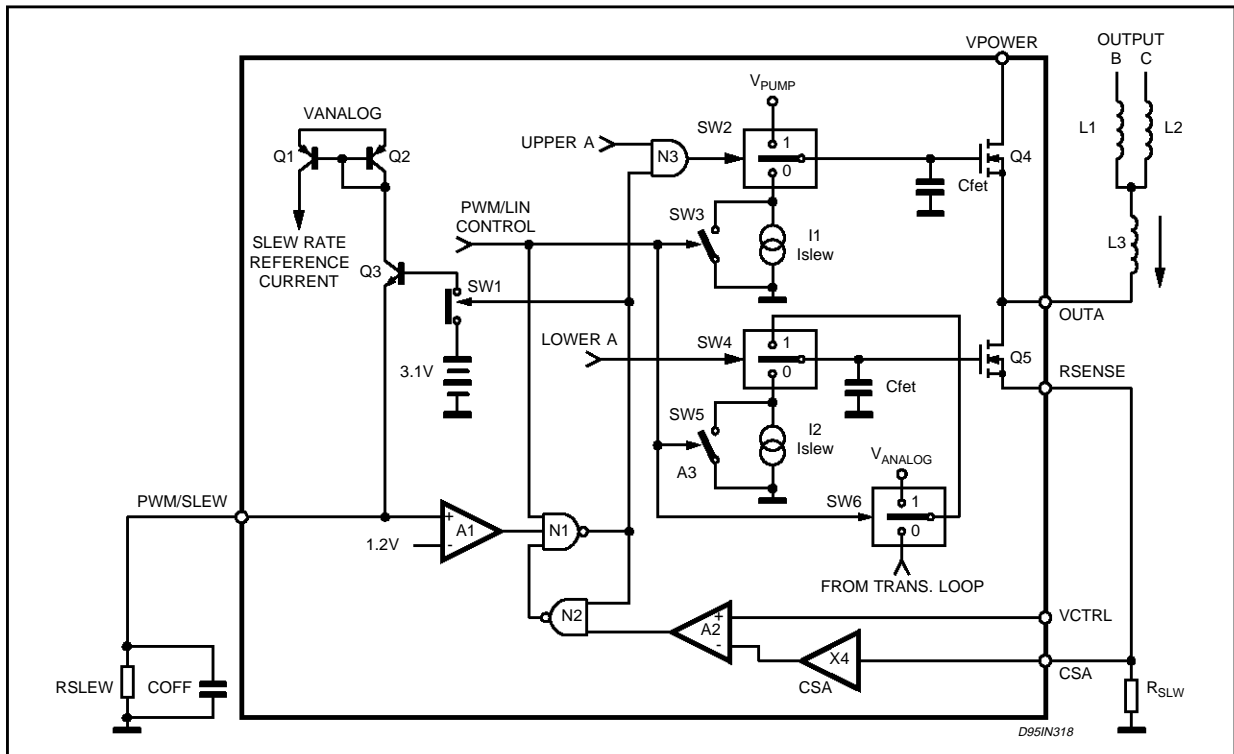 VPOWER
OUTPUT
B C
VPUMP
VANALOG
SW2
UPPER A
1
L1
L2
Q1
Q2
N3
Q4
0
Cfet
PWM/LIN
CONTROL
SW3
I1
Islew
L3
SLEW RATE
REFERENCE
CURRENT
Q3
SW1
OUTA
LOWER A
SW4
1
Q5
0
RSENSE
3.1V
Cfet
SW5
I2
Islew
A3
VANALOG
PWM/SLEW
SW6
1
+
A1
-
N1
1.2V
0
FROM TRANS. LOOP
N2
VCTRL
+
A2
-
X4
RSLEW
COFF
CSA
CSA
RSLW
D95IN318